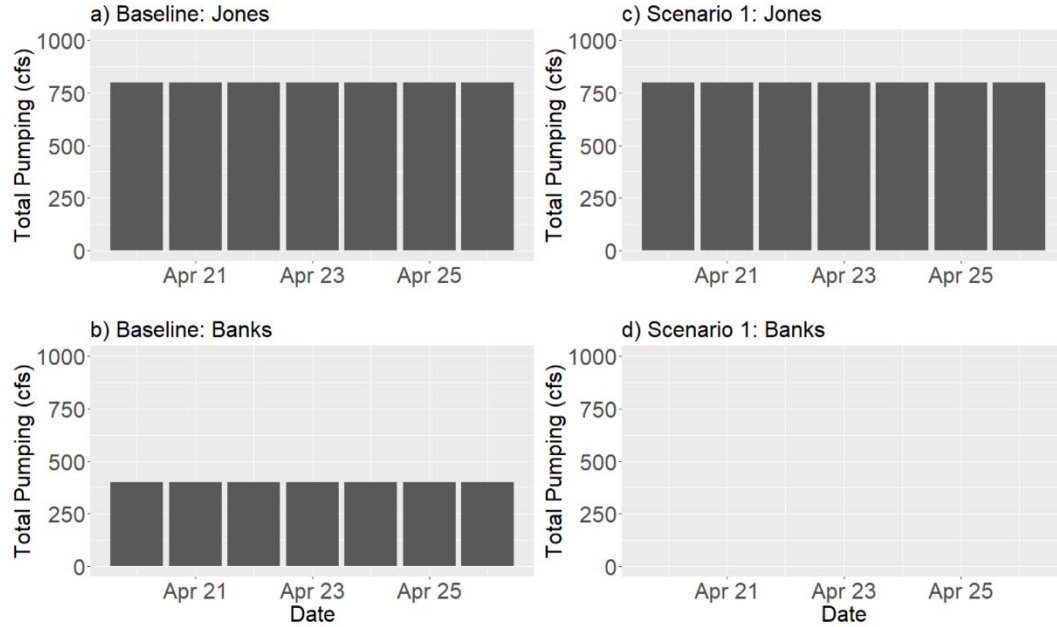 a) Baseline: Jones
Total Pumping (cfs)
1000
750
500
250
0
Apr 21 Apr 23 Apr 25
c) Scenario 1: Jones
Total Pumping (cfs)
1000
750
500
250
0
Apr 21 Apr 23 Apr 25
b) Baseline: Banks
Total Pumping (cfs)
1000
750
500
250
0
Apr 21 Apr 23 Apr 25
Date
d) Scenario 1: Banks
Total Pumping (cfs)
1000
750
500
250
0
Apr 21 Apr 23 Apr 25
Date